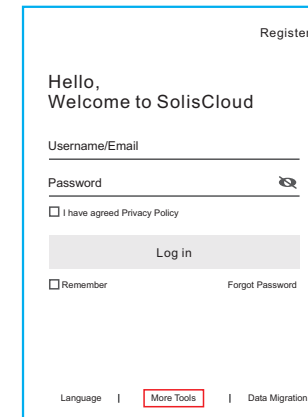 Register
Hello,
Welcome to SolisCloud
Username/Email
Password
I have agreed Privacy Policy
Log in
Remember Forgot Password
Language | More Tools | Data Migration